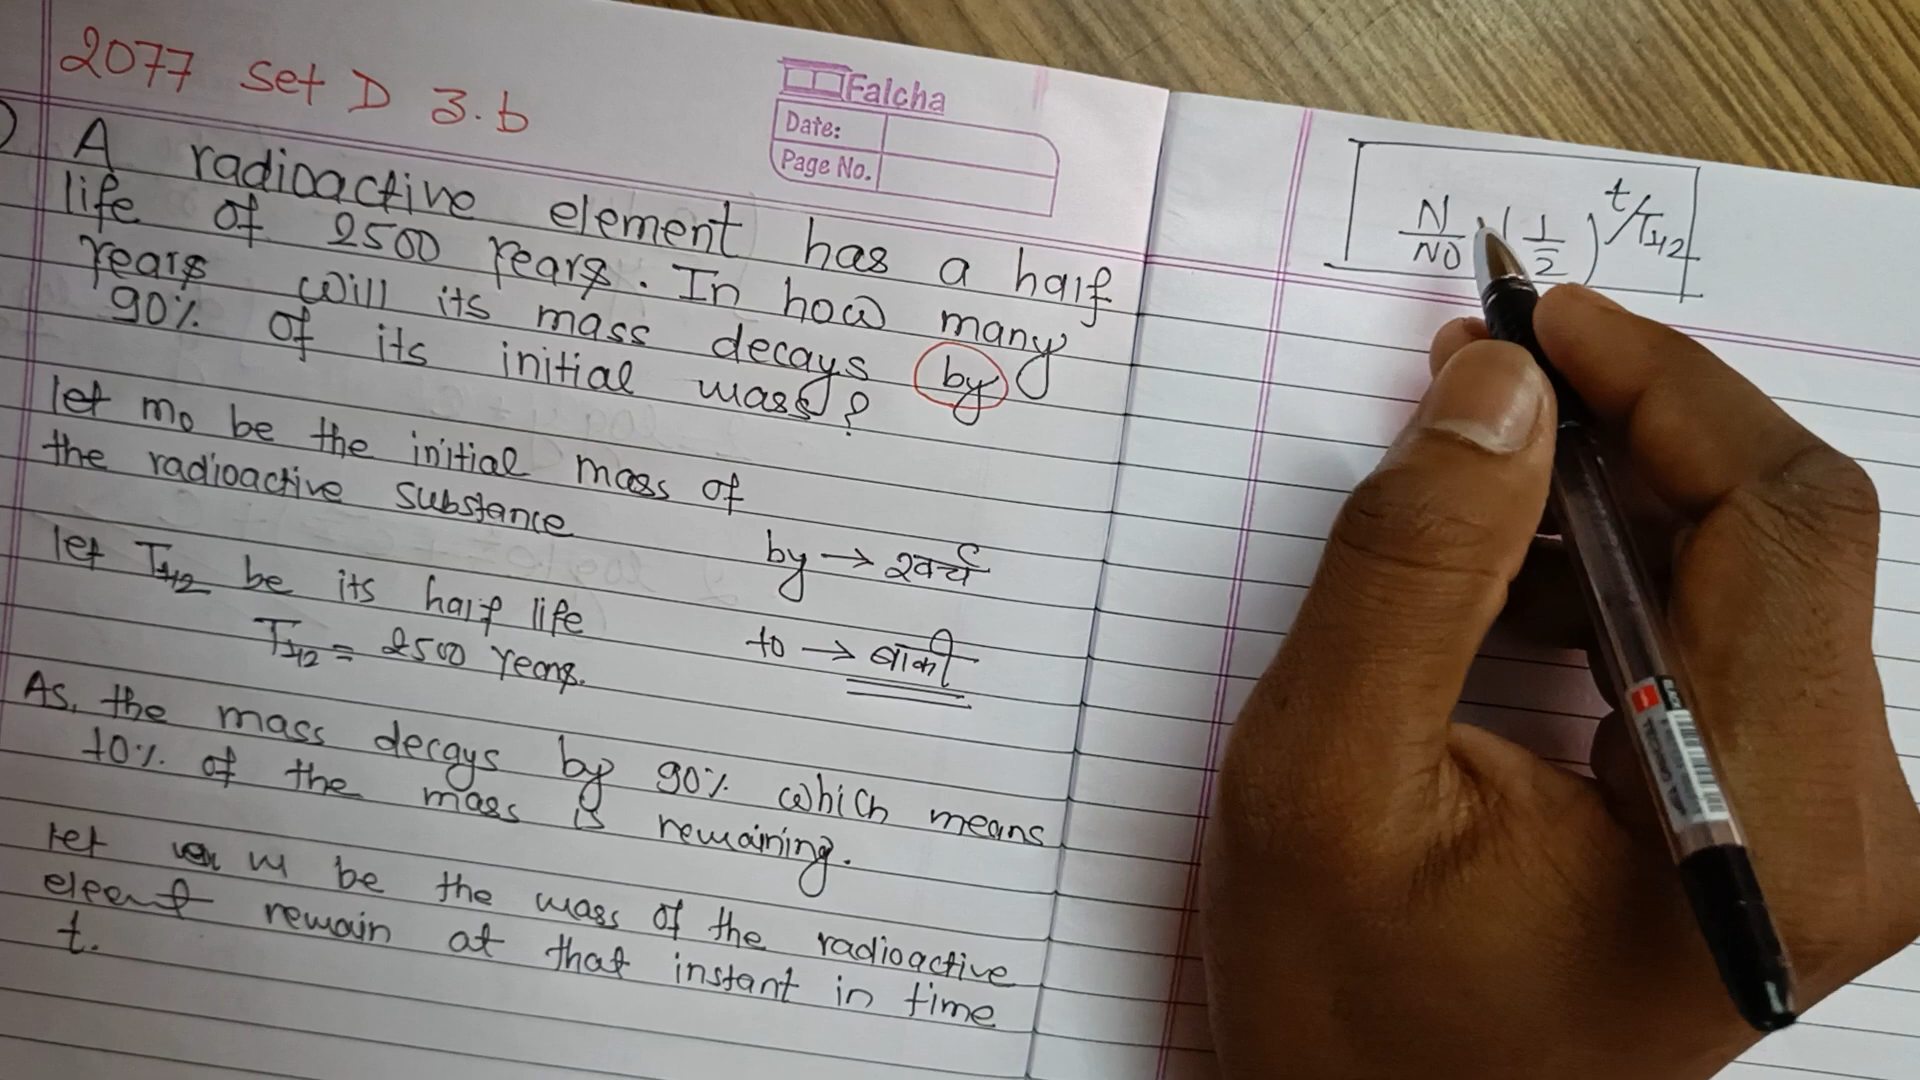 2077 Set D 3.b
Falcha
Date:
Page No.
A radioactive element has a half
life of 2500 years. In how many
years will its mass decays by
90% of its initial mass?
let m0 be the initial mass of
the radioactive substance
by → खर्च
let T1/2 be its half life
to → बाकी
T1/2 = 2500 years.
As, the mass decays by 90% which means
10% of the mass is remaining.
let m be the mass of the radioactive
remain at that instant in time
t.
N/N0 (1/2)^t/T1/2